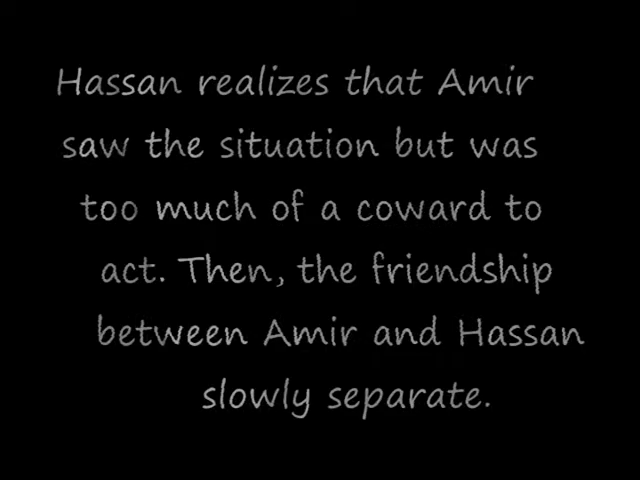 Hassan realizes that Amir
saw the situation but was
too much of a coward to
act. Then, the friendship
between Amir and Hassan
slowly separate.